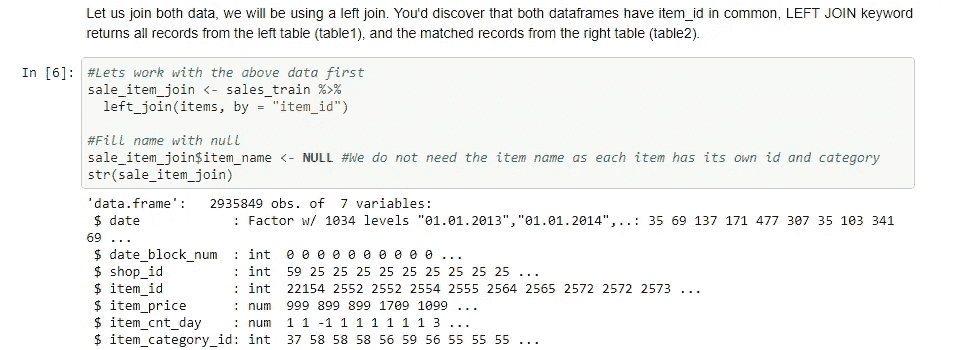 Let us join both data, we will be using a left join. You'd discover that both dataframes have item_id in common, LEFT JOIN keyword
returns all records from the left table (table1), and the matched records from the right table (table2).
In [6]: #Lets work with the above data first
sale_item_join <- sales_train %>%
  left_join(items, by = "item_id")
#Fill name with null
sale_item_join$item_name <- NULL #We do not need the item name as each item has its own id and category
str(sale_item_join)
'data.frame':   2935849 obs. of  7 variables:
 $ date            : Factor w/ 1034 levels "01.01.2013","01.01.2014",..: 35 69 137 171 477 307 35 103 341
69 ...
 $ date_block_num  : int  0 0 0 0 0 0 0 0 0 0 ...
 $ shop_id         : int  59 25 25 25 25 25 25 25 25 25 ...
 $ item_id         : int  22154 2552 2552 2554 2555 2564 2565 2572 2572 2573 ...
 $ item_price      : num  999 899 899 1709 1099 ...
 $ item_cnt_day    : num  1 1 -1 1 1 1 1 1 1 3 ...
 $ item_category_id: int  37 58 58 58 56 59 56 55 55 55 ...